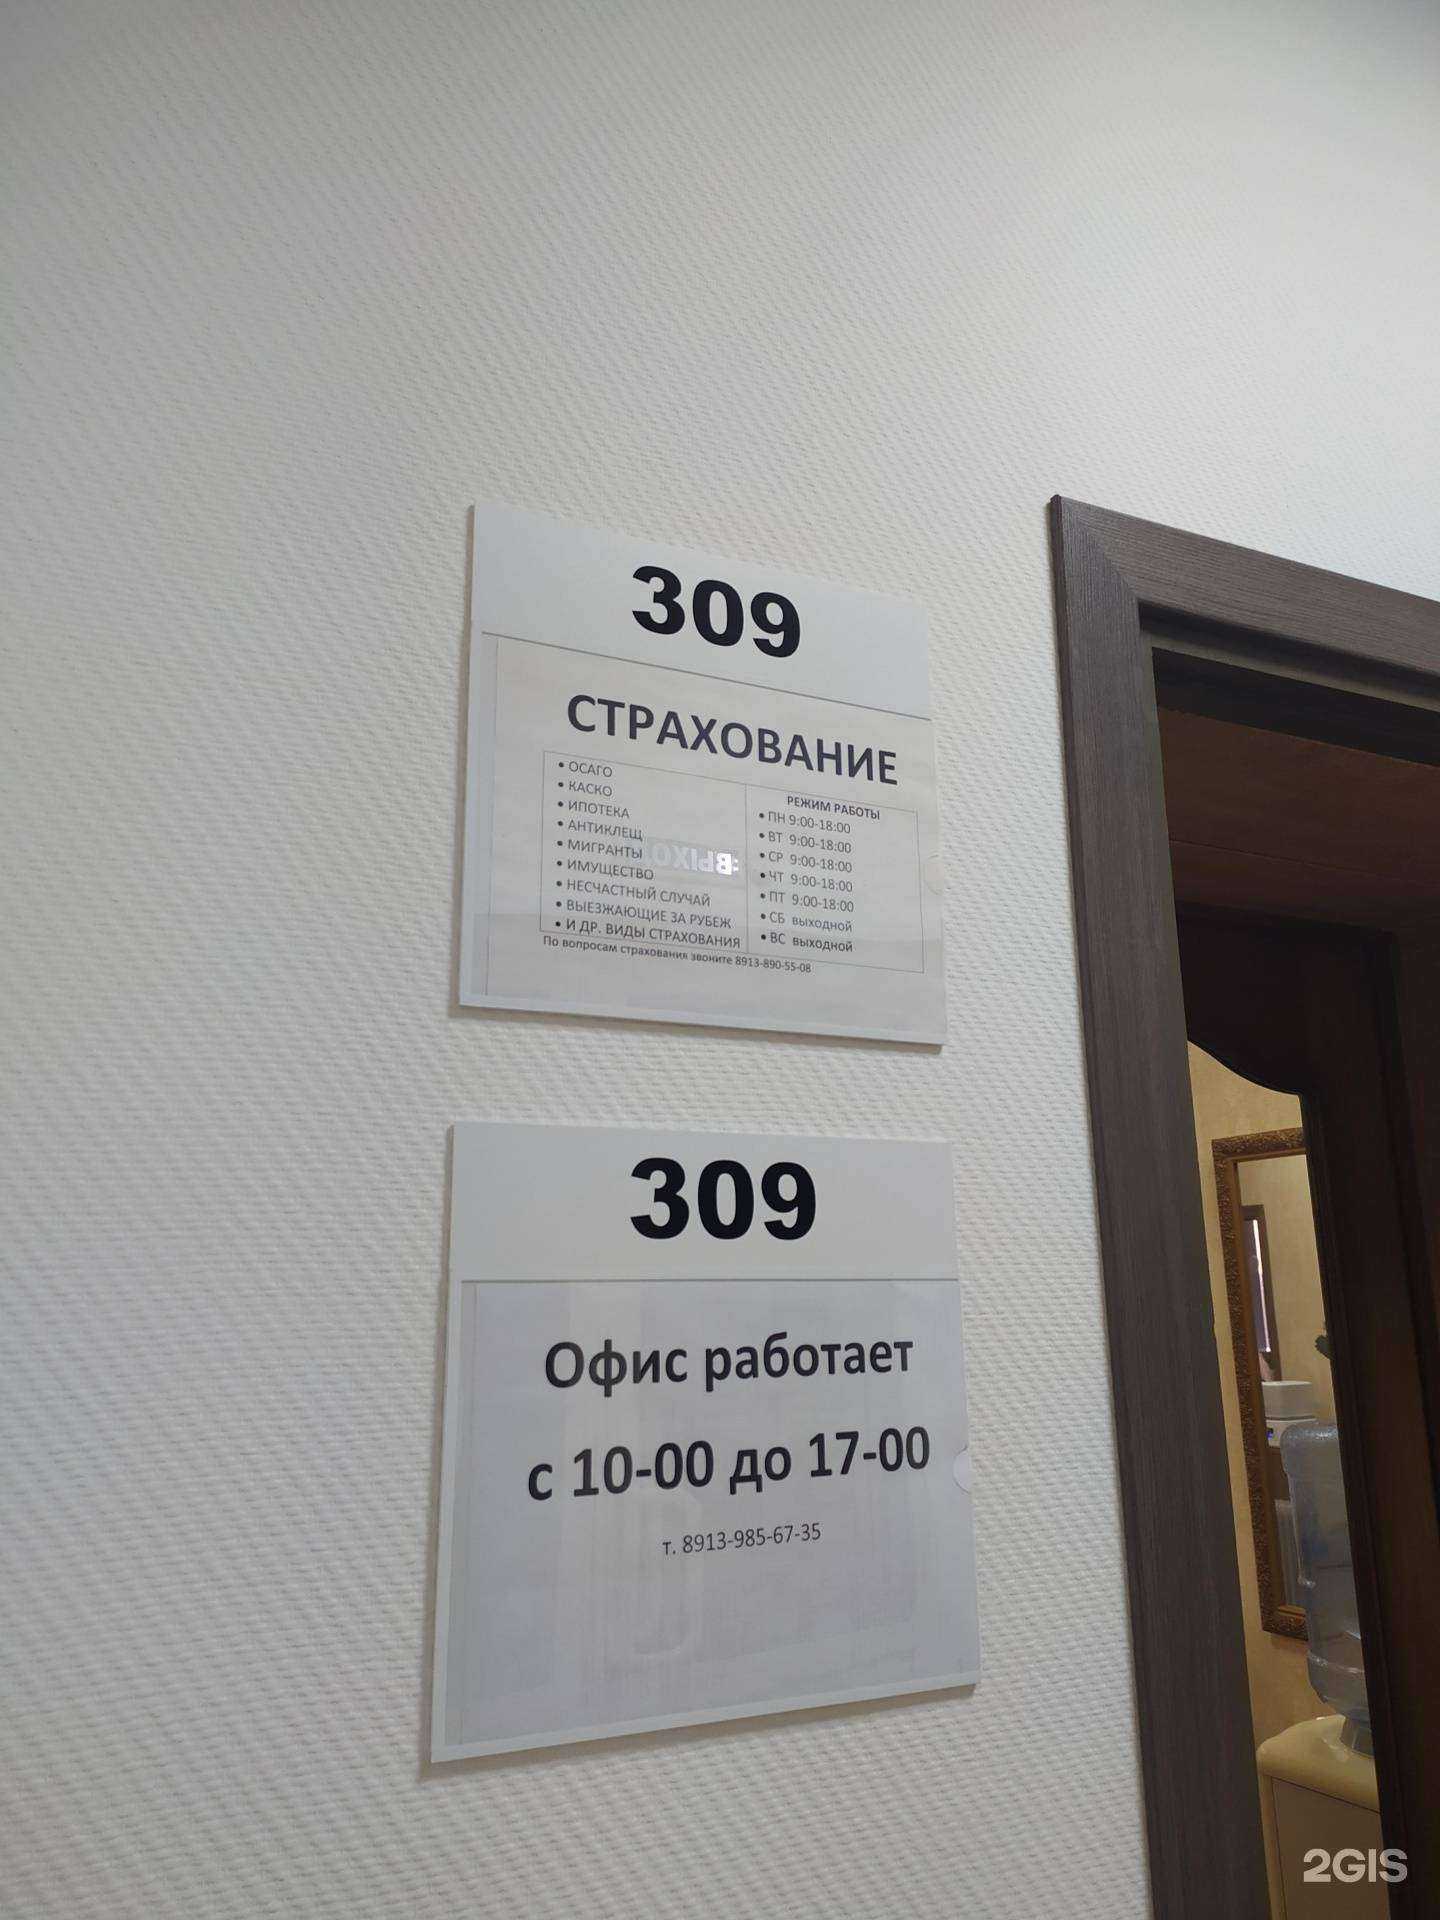 309
СТРАХОВАНИЕ
• ОСАГО
• КАСКО
• ИПОТЕКА
• АНТИКЛЕЩ
• МИГРАНТЫ
• ИМУЩЕСТВО
• НЕСЧАСТНЫЙ СЛУЧАЙ
• ВЫЕЗЖАЮЩИЕ ЗА РУБЕЖ
• И ДР. ВИДЫ СТРАХОВАНИЯ
РЕЖИМ РАБОТЫ
• ПН 9:00-18:00
• ВТ 9:00-18:00
• СР 9:00-18:00
• ЧТ 9:00-18:00
• ПТ 9:00-18:00
• СБ выходной
• ВС выходной
По вопросам страхования звоните 8913-890-55-08
309
Офис работает
с 10-00 до 17-00
т. 8913-985-67-35
2GIS